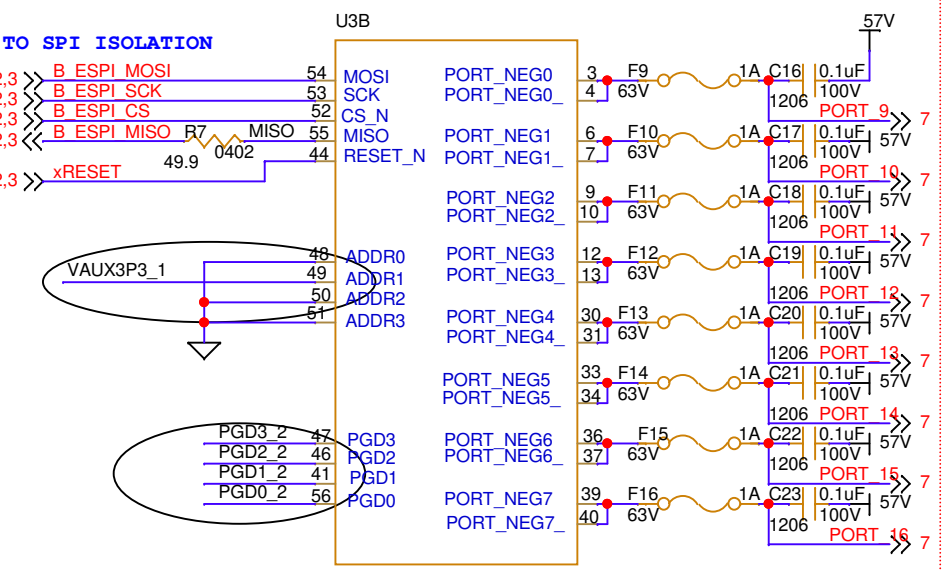 U3B
57V
TO SPI ISOLATION
2,3 B_ESPI_MOSI 54 MOSI PORT_NEG0 3 F9 1A C16 0.1uF
2,3 B_ESPI_SCK 53 SCK PORT_NEG0_ 4 63V 1206 100V
2,3 B_ESPI_CS 52 CS_N PORT_9 7
2,3 B_ESPI_MISO R7 MISO 55 MISO PORT_NEG1 6 F10 1A C17 0.1uF 57V
49.9 0402 44 RESET_N PORT_NEG1_ 7 63V 1206 100V
2,3 xRESET PORT_10 7
PORT_NEG2 9 F11 1A C18 0.1uF 57V
PORT_NEG2_ 10 63V 1206 100V
PORT_11 7
48 ADDR0 PORT_NEG3 12 F12 1A C19 0.1uF 57V
VAUX3P3_1 49 ADDR1 PORT_NEG3_ 13 63V 100V
50 ADDR2 1206 PORT_12 7
51 ADDR3 PORT_NEG4 30 F13 1A C20 0.1uF 57V
PORT_NEG4_ 31 63V 100V
1206 PORT_13 7
PORT_NEG5 33 F14 1A C21 0.1uF 57V
PORT_NEG5_ 34 63V 100V
1206 PORT_14 7
PGD3_2 47 PGD3 PORT_NEG6 36 F15 1A C22 0.1uF 57V
PGD2_2 46 PGD2 PORT_NEG6_ 37 63V 1206 100V
PGD1_2 41 PGD1 PORT_15 7
PGD0_2 56 PGD0 PORT_NEG7 39 F16 1A C23 0.1uF 57V
PORT_NEG7_ 40 63V 1206 100V
PORT_16 7